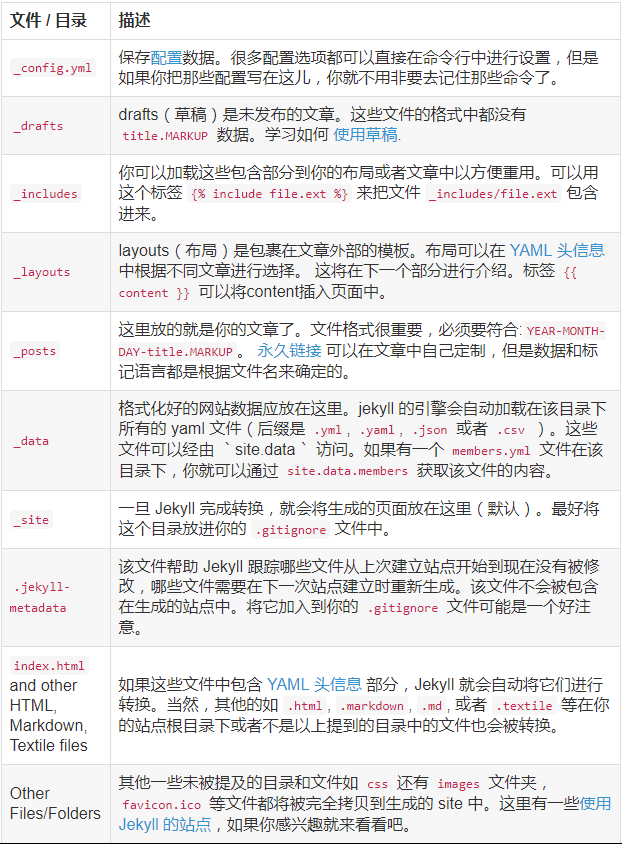 文件 / 目录 描述
_config.yml
保存配置数据。很多配置选项都可以直接在命令行中进行设置，但是
如果你把那些配置写在这儿，你就不用非要去记住那些命令了。
_drafts
drafts（草稿）是未发布的文章。这些文件的格式中都没有
title.MARKUP 数据。学习如何 使用草稿.
_includes
你可以加载这些包含部分到你的布局或者文章中以方便重用。可以用
这个标签 {% include file.ext %} 来把文件 _includes/file.ext 包含
进来。
_layouts
layouts（布局）是包裹在文章外部的模板。布局可以在 YAML 头信息
中根据不同文章进行选择。 这将在下一个部分进行介绍。标签 {{
content }} 可以将content插入页面中。
_posts
这里放的就是你的文章了。文件格式很重要，必须要符合: YEAR-MONTH-
DAY-title.MARKUP 。 永久链接 可以在文章中自己定制，但是数据和标
记语言都是根据文件名来确定的。
_data
格式化好的网站数据应放在这里。jekyll 的引擎会自动加载在该目录下
所有的 yaml 文件（后缀是 .yml , .yaml , .json 或者 .csv ）。这些
文件可以经由 ｀site.data｀ 访问。如果有一个 members.yml 文件在该
目录下，你就可以通过 site.data.members 获取该文件的内容。
_site
一旦 Jekyll 完成转换，就会将生成的页面放在这里（默认）。最好将
这个目录放进你的 .gitignore 文件中。
.jekyll-
metadata
该文件帮助 Jekyll 跟踪哪些文件从上次建立站点开始到现在没有被修
改，哪些文件需要在下一次站点建立时重新生成。该文件不会被包含
在生成的站点中。将它加入到你的 .gitignore 文件可能是一个好注
意。
index.html
and other
HTML,
Markdown,
Textile files
如果这些文件中包含 YAML 头信息 部分，Jekyll 就会自动将它们进行
转换。当然，其他的如 .html , .markdown , .md , 或者 .textile 等在你
的站点根目录下或者不是以上提到的目录中的文件也会被转换。
Other
Files/Folders
其他一些未被提及的目录和文件如 css 还有 images 文件夹，
favicon.ico 等文件都将被完全拷贝到生成的 site 中。这里有一些使用
Jekyll 的站点，如果你感兴趣就来看看吧。